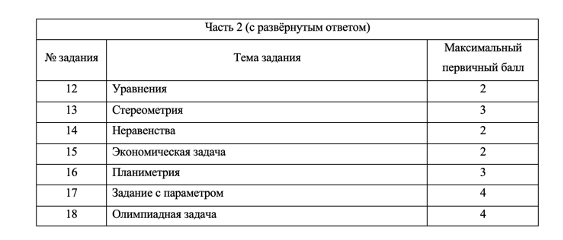 Часть 2 (с развёрнутым ответом)
№ задания Тема задания Максимальный первичный балл
12 Уравнения 2
13 Стереометрия 3
14 Неравенства 2
15 Экономическая задача 2
16 Планиметрия 3
17 Задание с параметром 4
18 Олимпиадная задача 4